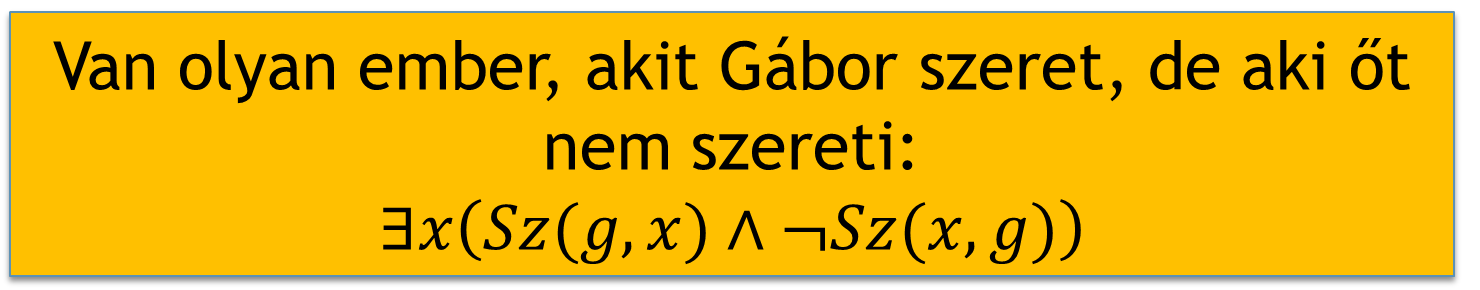 Van olyan ember, akit Gábor szeret, de aki őt
nem szereti:
∃x(Sz(g, x) ∧ ¬Sz(x, g))